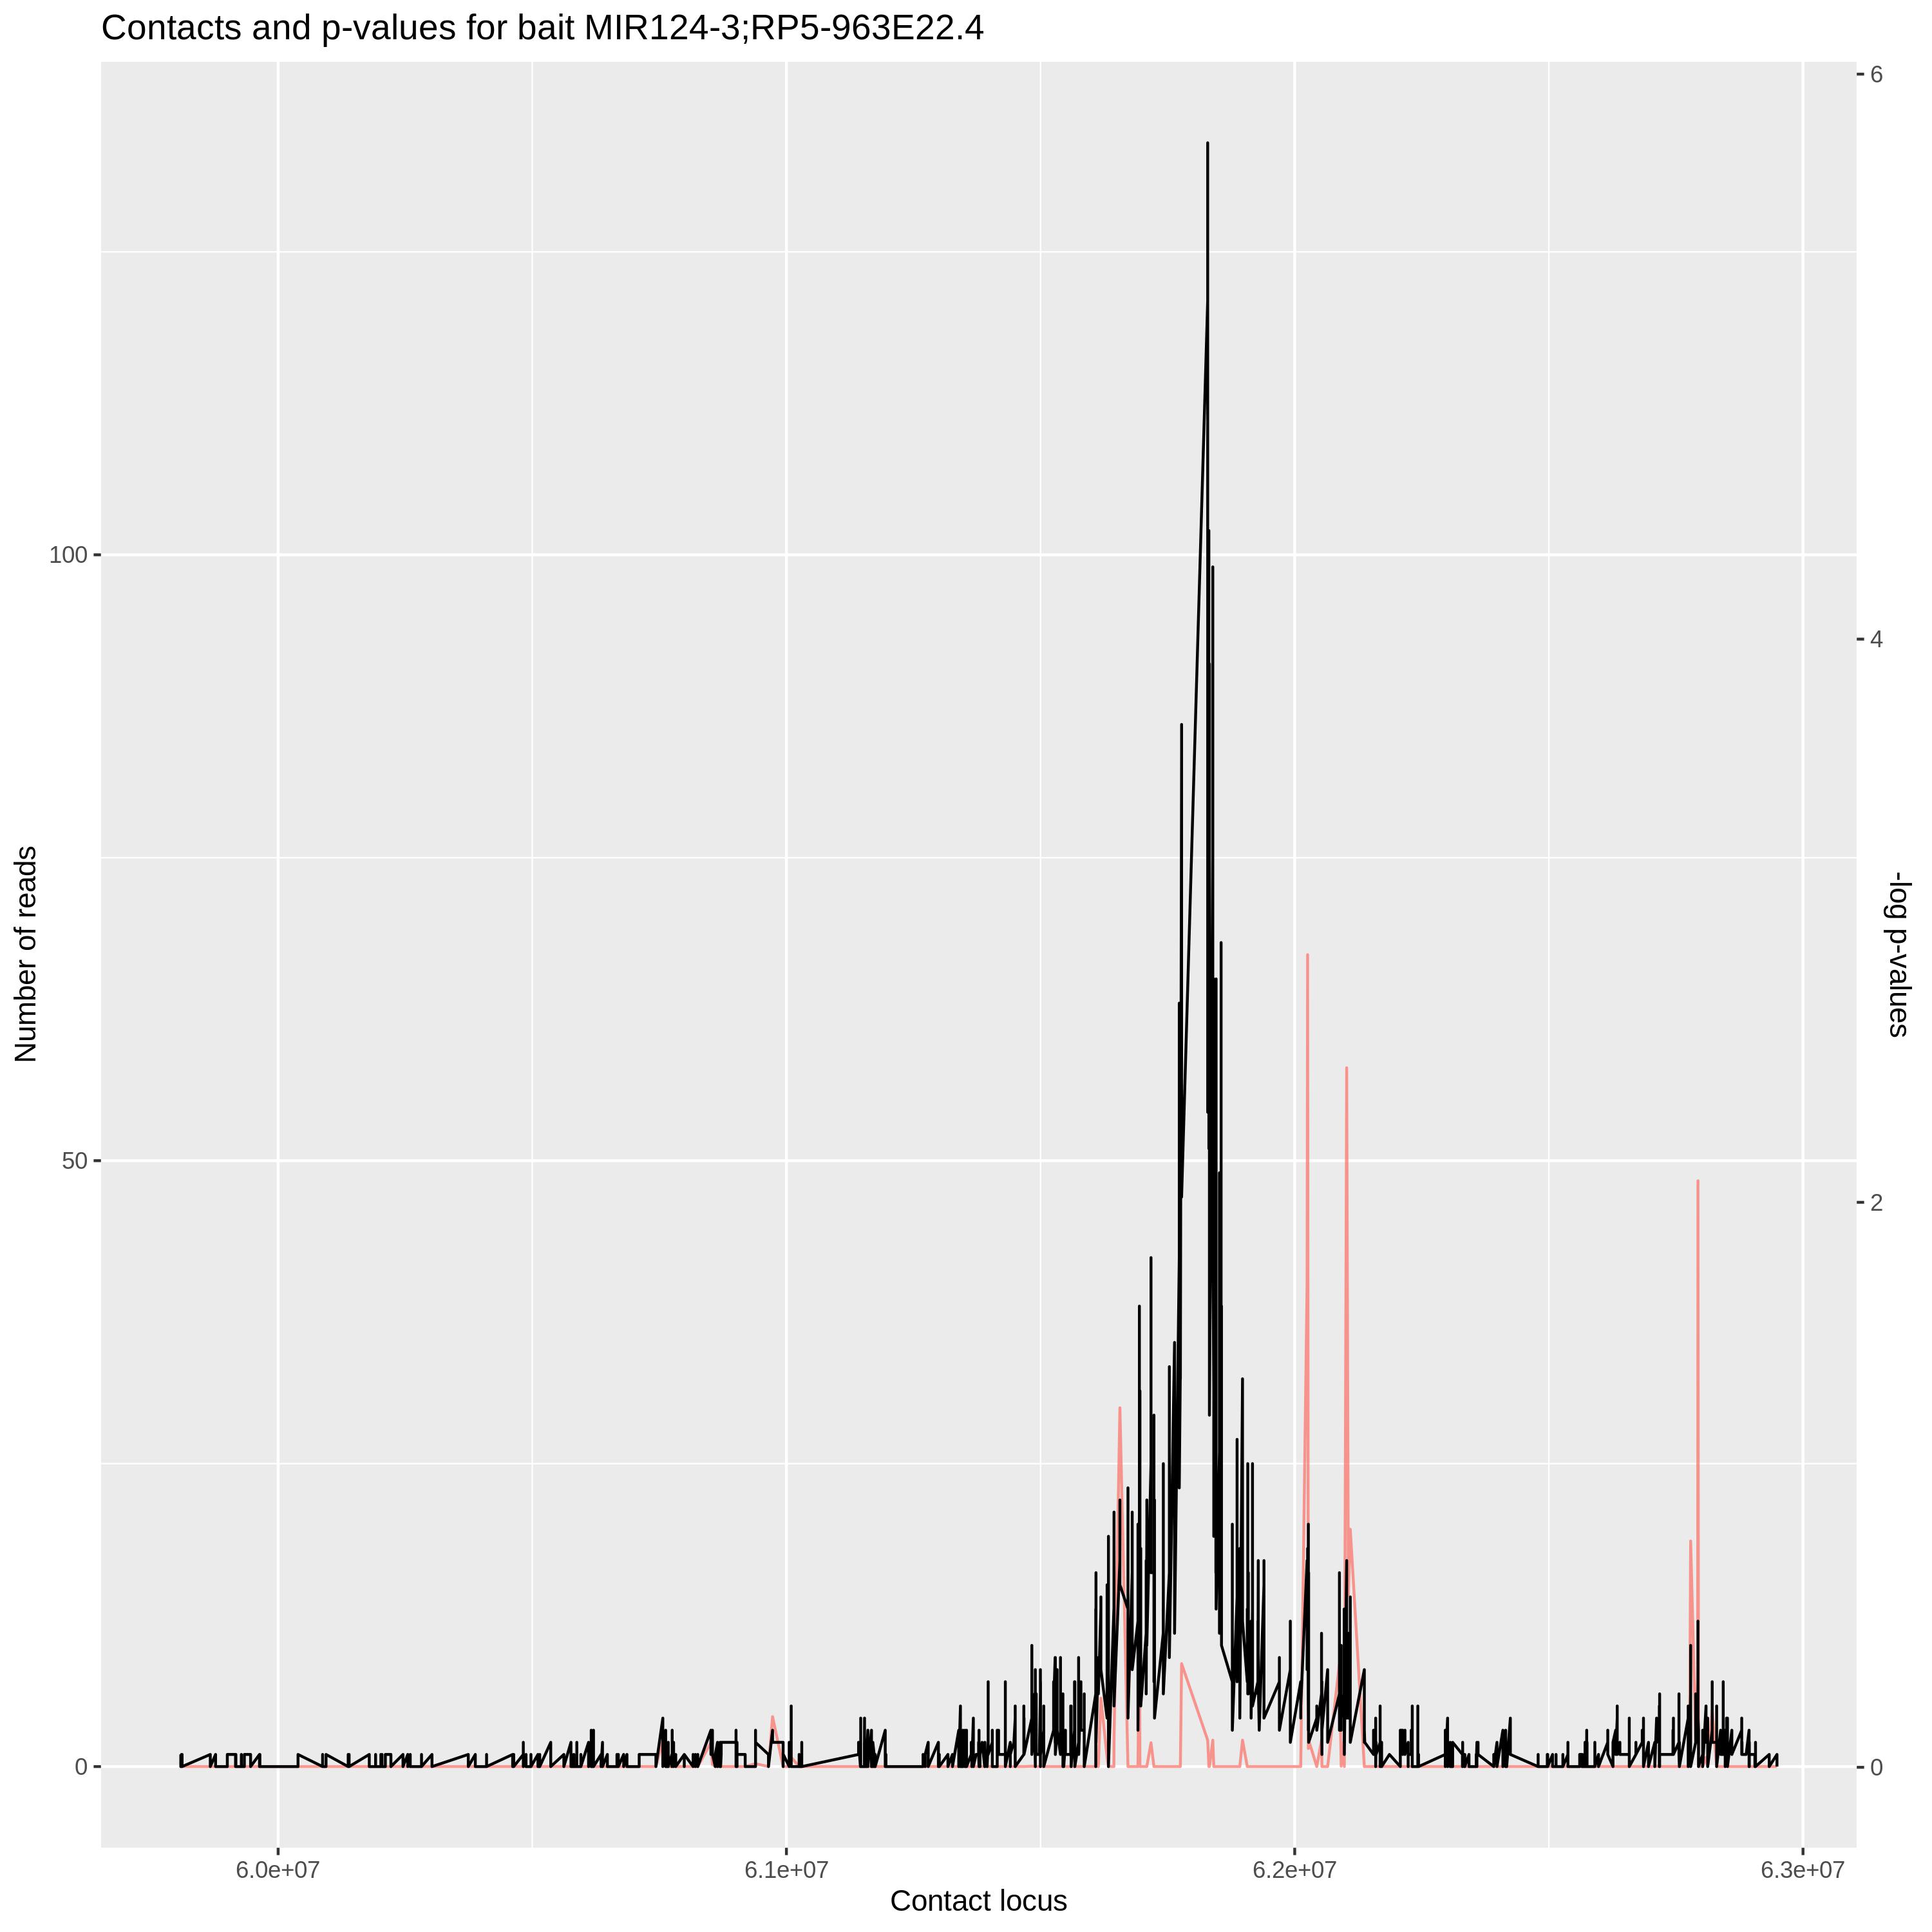 Contacts and p-values for bait MIR124-3;RP5-963E22.4
6
100
4
Number of reads
-log p-values
50
2
0
0
6.0e+07
6.1e+07
6.2e+07
6.3e+07
Contact locus